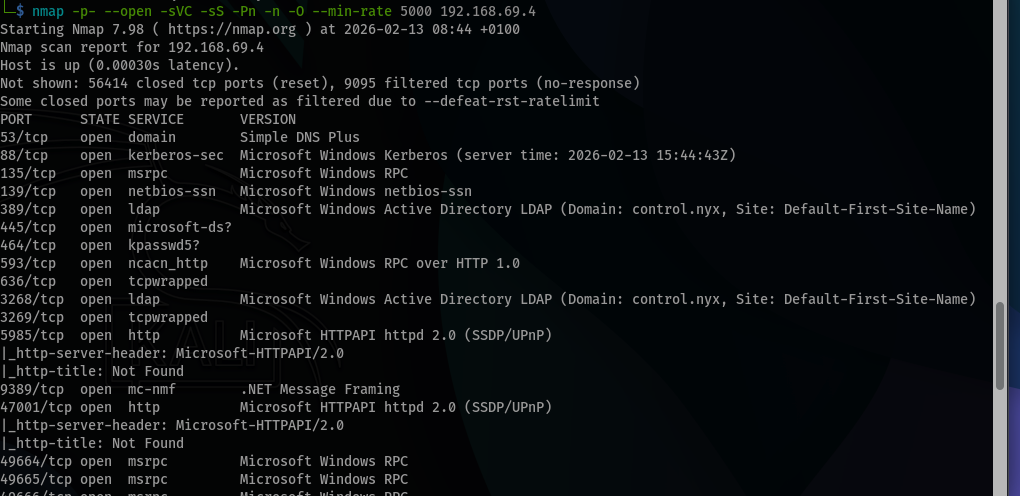 └─$ nmap -p- --open -sVC -sS -Pn -n -O --min-rate 5000 192.168.69.4
Starting Nmap 7.98 ( https://nmap.org ) at 2026-02-13 08:44 +0100
Nmap scan report for 192.168.69.4
Host is up (0.00030s latency).
Not shown: 56414 closed tcp ports (reset), 9095 filtered tcp ports (no-response)
Some closed ports may be reported as filtered due to --defeat-rst-ratelimit
PORT      STATE SERVICE       VERSION
53/tcp    open  domain        Simple DNS Plus
88/tcp    open  kerberos-sec  Microsoft Windows Kerberos (server time: 2026-02-13 15:44:43Z)
135/tcp   open  msrpc         Microsoft Windows RPC
139/tcp   open  netbios-ssn   Microsoft Windows netbios-ssn
389/tcp   open  ldap          Microsoft Windows Active Directory LDAP (Domain: control.nyx, Site: Default-First-Site-Name)
445/tcp   open  microsoft-ds?
464/tcp   open  kpasswd5?
593/tcp   open  ncacn_http    Microsoft Windows RPC over HTTP 1.0
636/tcp   open  tcpwrapped
3268/tcp  open  ldap          Microsoft Windows Active Directory LDAP (Domain: control.nyx, Site: Default-First-Site-Name)
3269/tcp  open  tcpwrapped
5985/tcp  open  http          Microsoft HTTPAPI httpd 2.0 (SSDP/UPnP)
|_http-server-header: Microsoft-HTTPAPI/2.0
|_http-title: Not Found
9389/tcp  open  mc-nmf        .NET Message Framing
47001/tcp open  http          Microsoft HTTPAPI httpd 2.0 (SSDP/UPnP)
|_http-server-header: Microsoft-HTTPAPI/2.0
|_http-title: Not Found
49664/tcp open  msrpc         Microsoft Windows RPC
49665/tcp open  msrpc         Microsoft Windows RPC